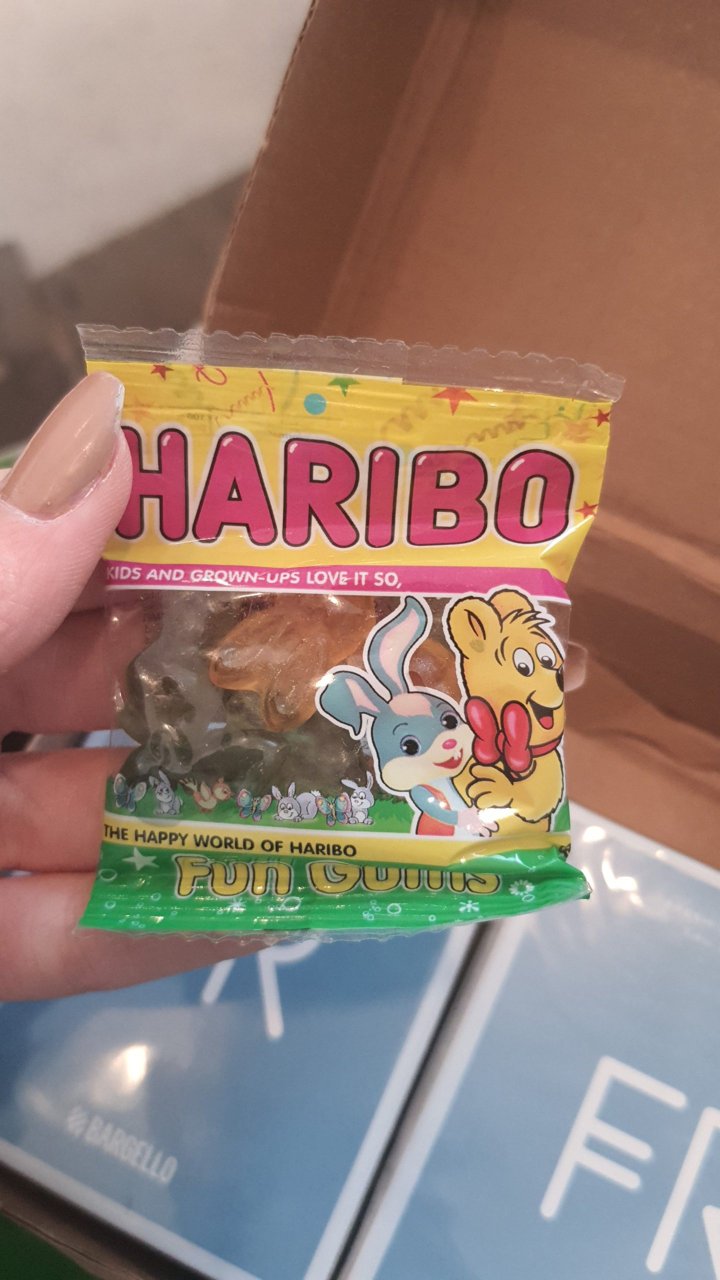 HARIBO
KIDS AND GROWN-UPS LOVE IT SO,
THE HAPPY WORLD OF HARIBO
FUN GUMS
BARGELLO